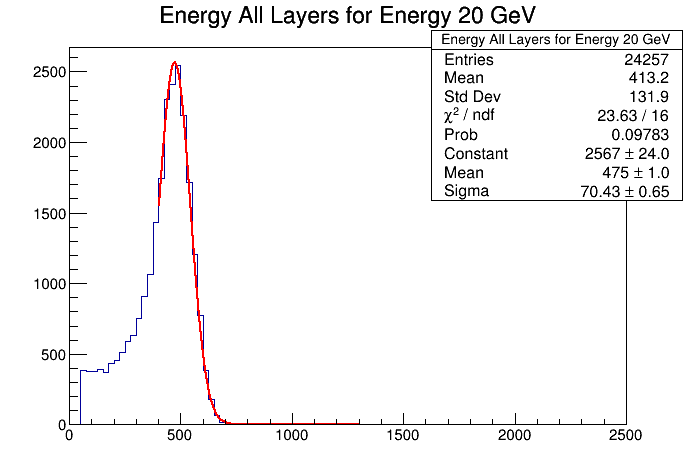 Energy All Layers for Energy 20 GeV
Energy All Layers for Energy 20 GeV
Entries 24257
Mean 413.2
Std Dev 131.9
χ² / ndf 23.63 / 16
Prob 0.09783
Constant 2567 ± 24.0
Mean 475 ± 1.0
Sigma 70.43 ± 0.65
2500
2000
1500
1000
500
0
0 500 1000 1500 2000 2500